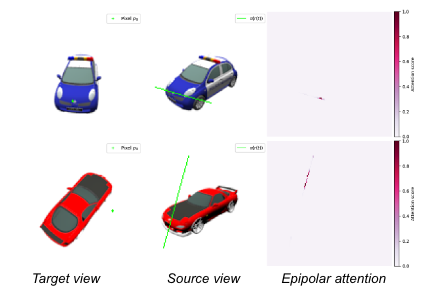 Pixel p₀
1.0
0.8
0.6
0.4
0.2
0.0
Attention score
Pixel p₀
1.0
0.8
0.6
0.4
0.2
0.0
Attention score
Target view
Source view
Epipolar attention